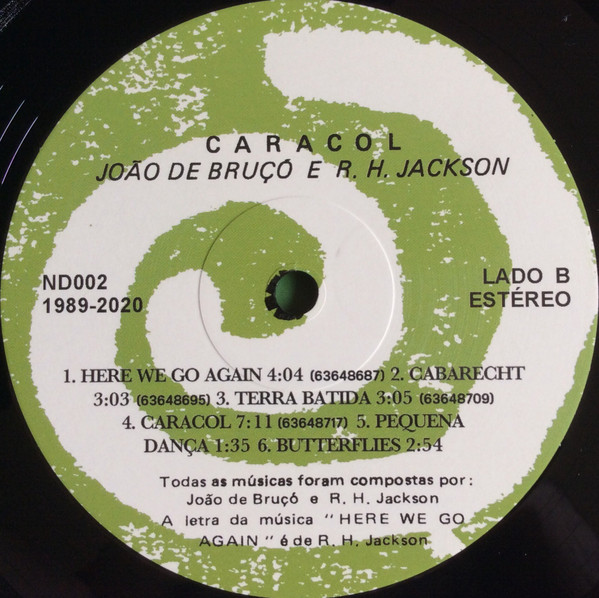 CARACOL
JOÃO DE BRUÇÓ E R. H. JACKSON
ND002
1989-2020
LADO B
ESTÉREO
1. HERE WE GO AGAIN 4:04 (63648687) 2. CABARECHT
3:03 (63648695) 3. TERRA BATIDA 3:05 (63648709)
4. CARACOL 7:11 (63648717) 5. PEQUENA
DANÇA 1:35 6. BUTTERFLIES 2:54
Todas as músicas foram compostas por:
João de Bruçó e R. H. Jackson
A letra da música "HERE WE GO
AGAIN" é de R. H. Jackson